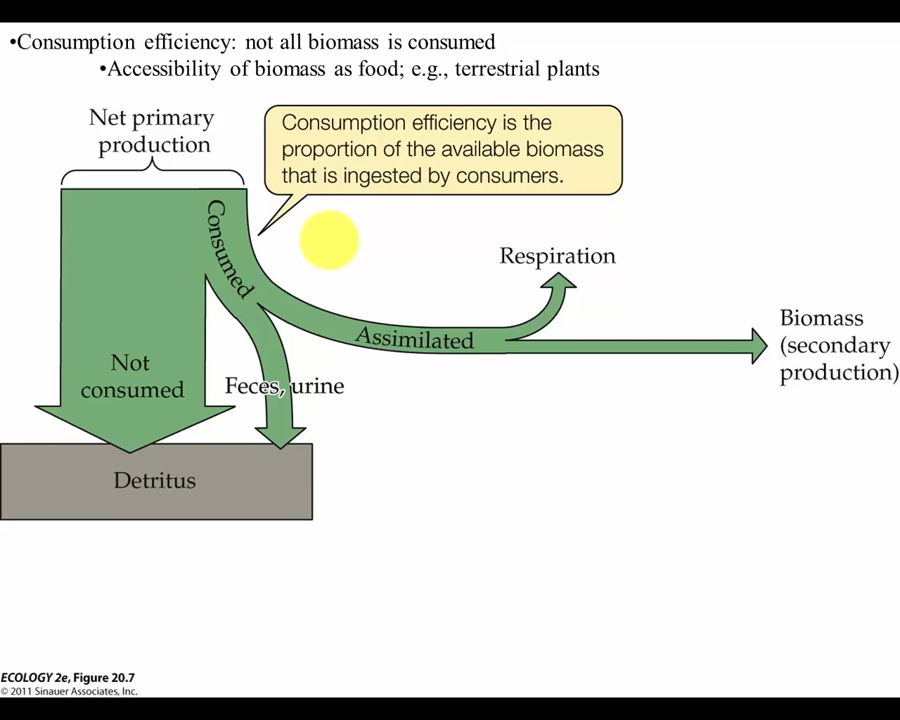 •Consumption efficiency: not all biomass is consumed
•Accessibility of biomass as food; e.g., terrestrial plants
Net primary
production
Consumption efficiency is the
proportion of the available biomass
that is ingested by consumers.
Consumed
Respiration
Assimilated
Biomass
(secondary
production)
Not
consumed
Feces, urine
Detritus
ECOLOGY 2e, Figure 20.7
© 2011 Sinauer Associates, Inc.